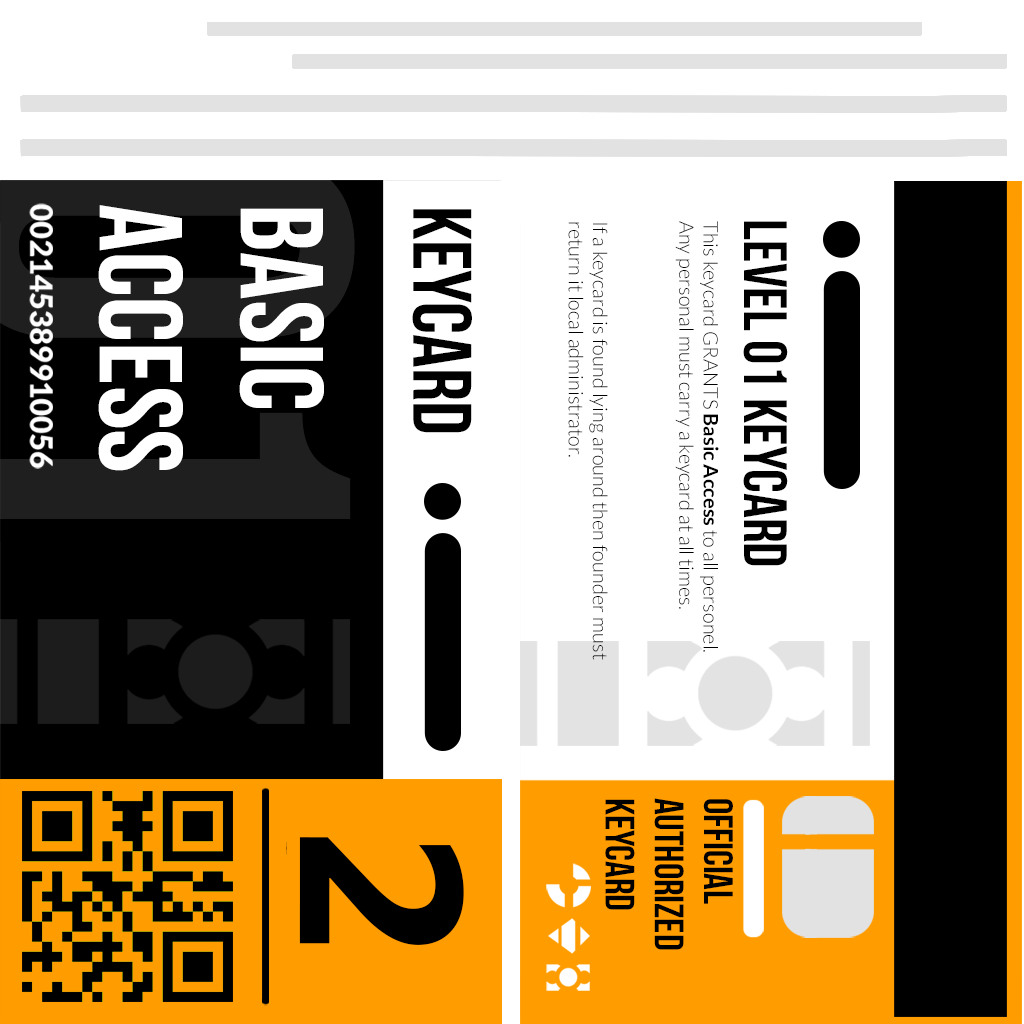 KEYCARD
BASIC
ACCESS
002145389910056
2
LEVEL 01 KEYCARD
This keycard GRANTS Basic Access to all personel.
Any personal must carry a keycard at all times.
If a keycard is found lying around then founder must
return it local administrator.
OFFICIAL
AUTHORIZED
KEYCARD